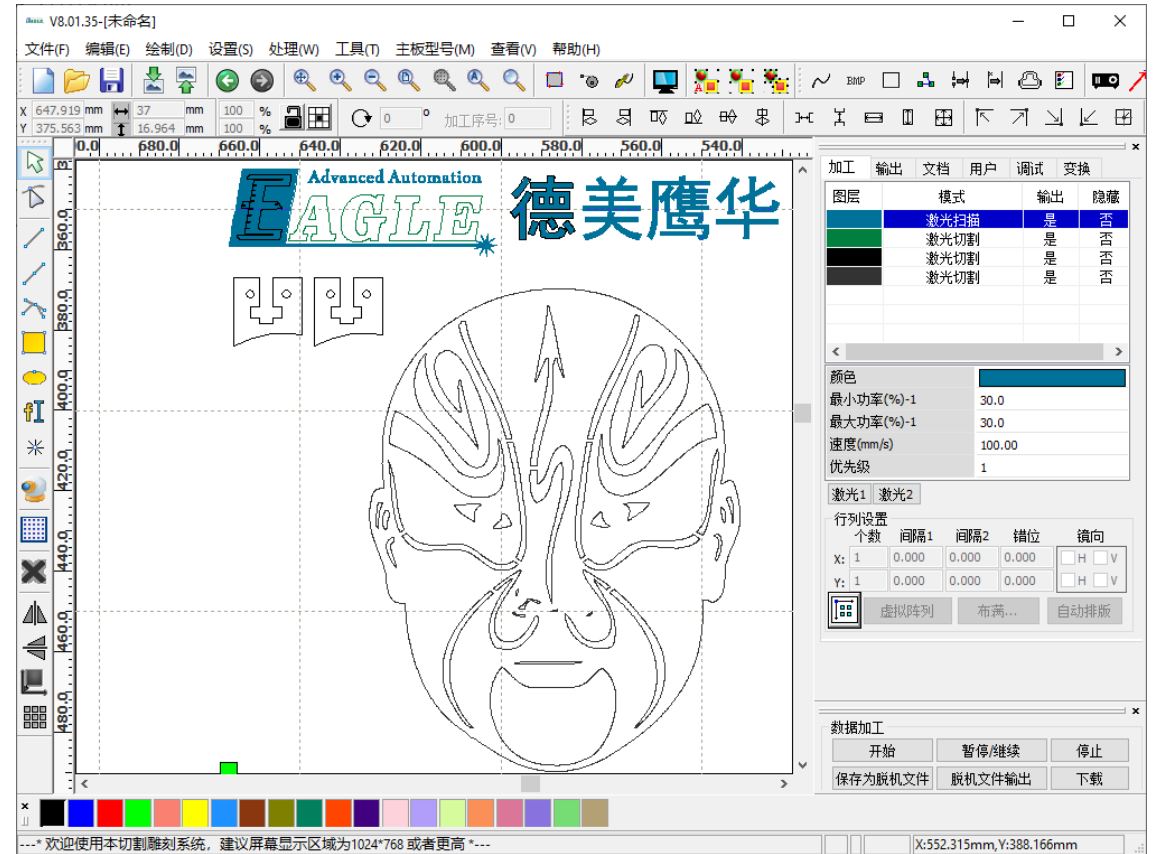 V8.01.35-[未命名]
文件(F) 编辑(E) 绘制(D) 设置(S) 处理(W) 工具(T) 主板型号(M) 查看(V) 帮助(H)
BMP
X 647.919 mm 37 mm 100 %
Y 375.563 mm 16.964 mm 100 % 0 ° 加工序号: 0
0.0 680.0 660.0 640.0 620.0 600.0 580.0 560.0 540.0
360.0
380.0
400.0
420.0
440.0
460.0
480.0
Advanced Automation
EAGLE
德美鹰华
加工 输出 文档 用户 调试 变换
图层 模式 输出 隐藏
激光扫描 是 否
激光切割 是 否
激光切割 是 否
激光切割 是 否
颜色
最小功率(%)-1 30.0
最大功率(%)-1 30.0
速度(mm/s) 100.00
优先级 1
激光1 激光2
行列设置
个数 间隔1 间隔2 错位 镜向
X: 1 0.000 0.000 0.000 H V
Y: 1 0.000 0.000 0.000 H V
虚拟阵列 布满... 自动排版
数据加工
开始 暂停/继续 停止
保存为脱机文件 脱机文件输出 下载
---* 欢迎使用本切割雕刻系统，建议屏幕显示区域为1024*768 或者更高 *---
X:552.315mm,Y:388.166mm